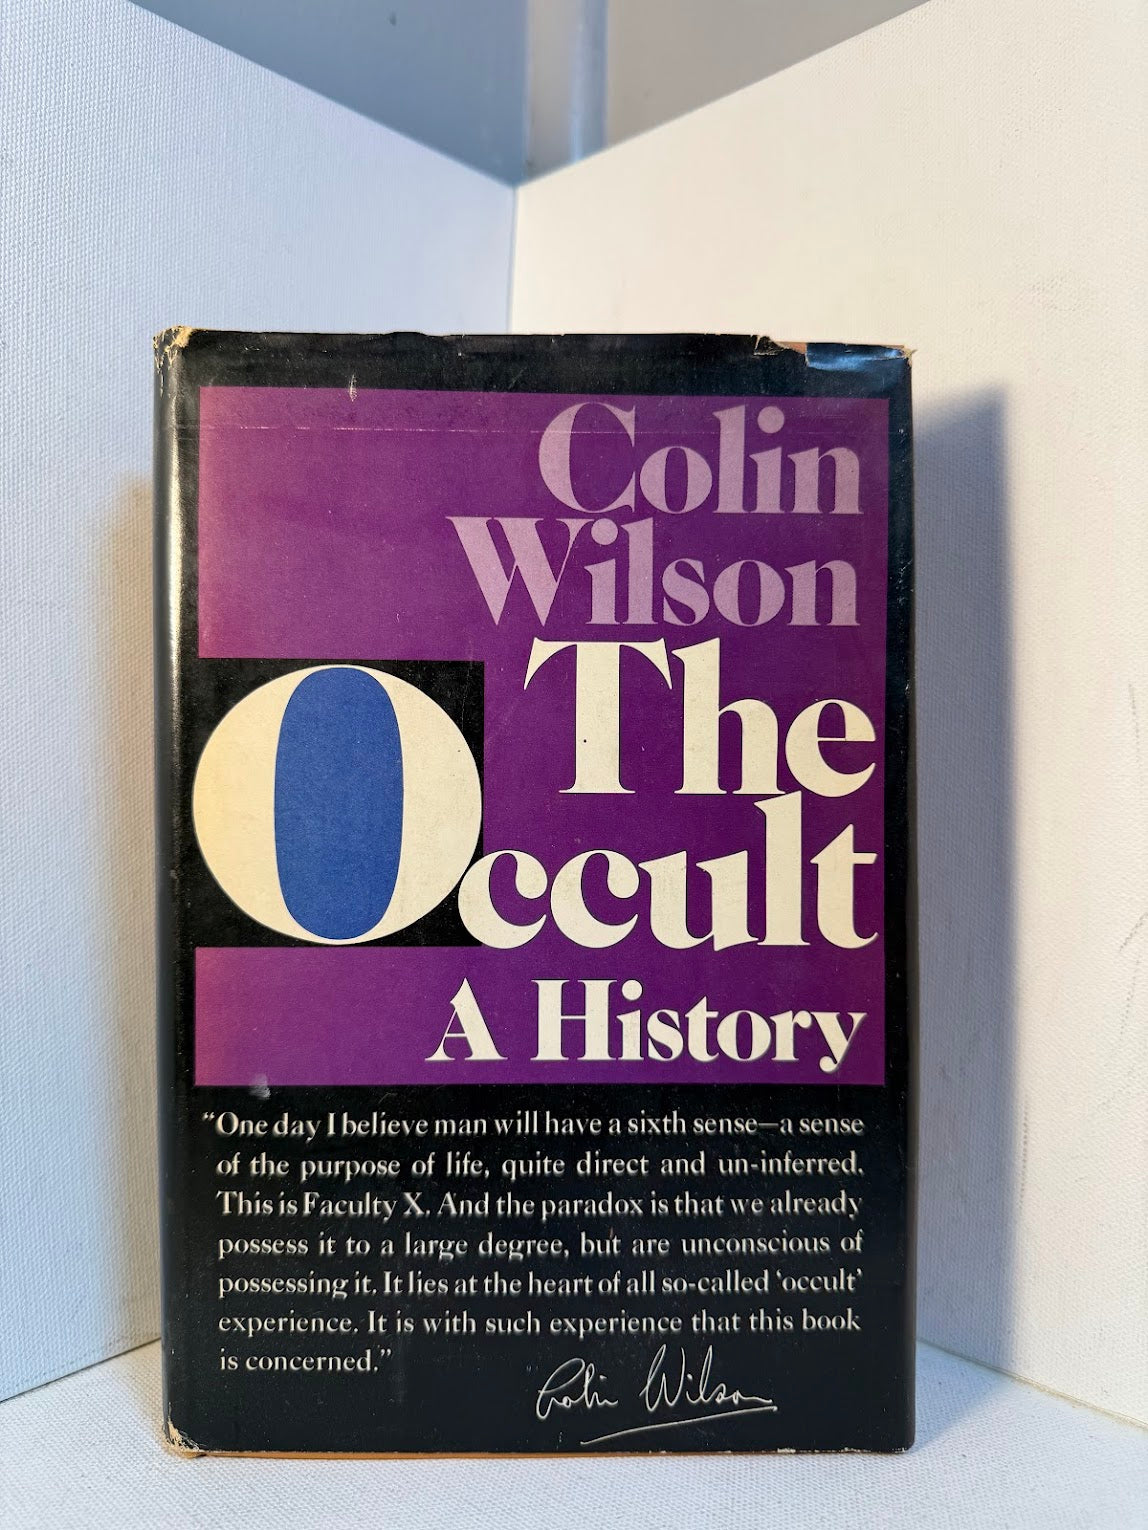 Colin
Wilson
The
Occult
A History
“One day I believe man will have a sixth sense—a sense
of the purpose of life, quite direct and un-inferred.
This is Faculty X. And the paradox is that we already
possess it to a large degree, but are unconscious of
possessing it. It lies at the heart of all so-called ‘occult’
experience. It is with such experience that this book
is concerned.”
Colin Wilson